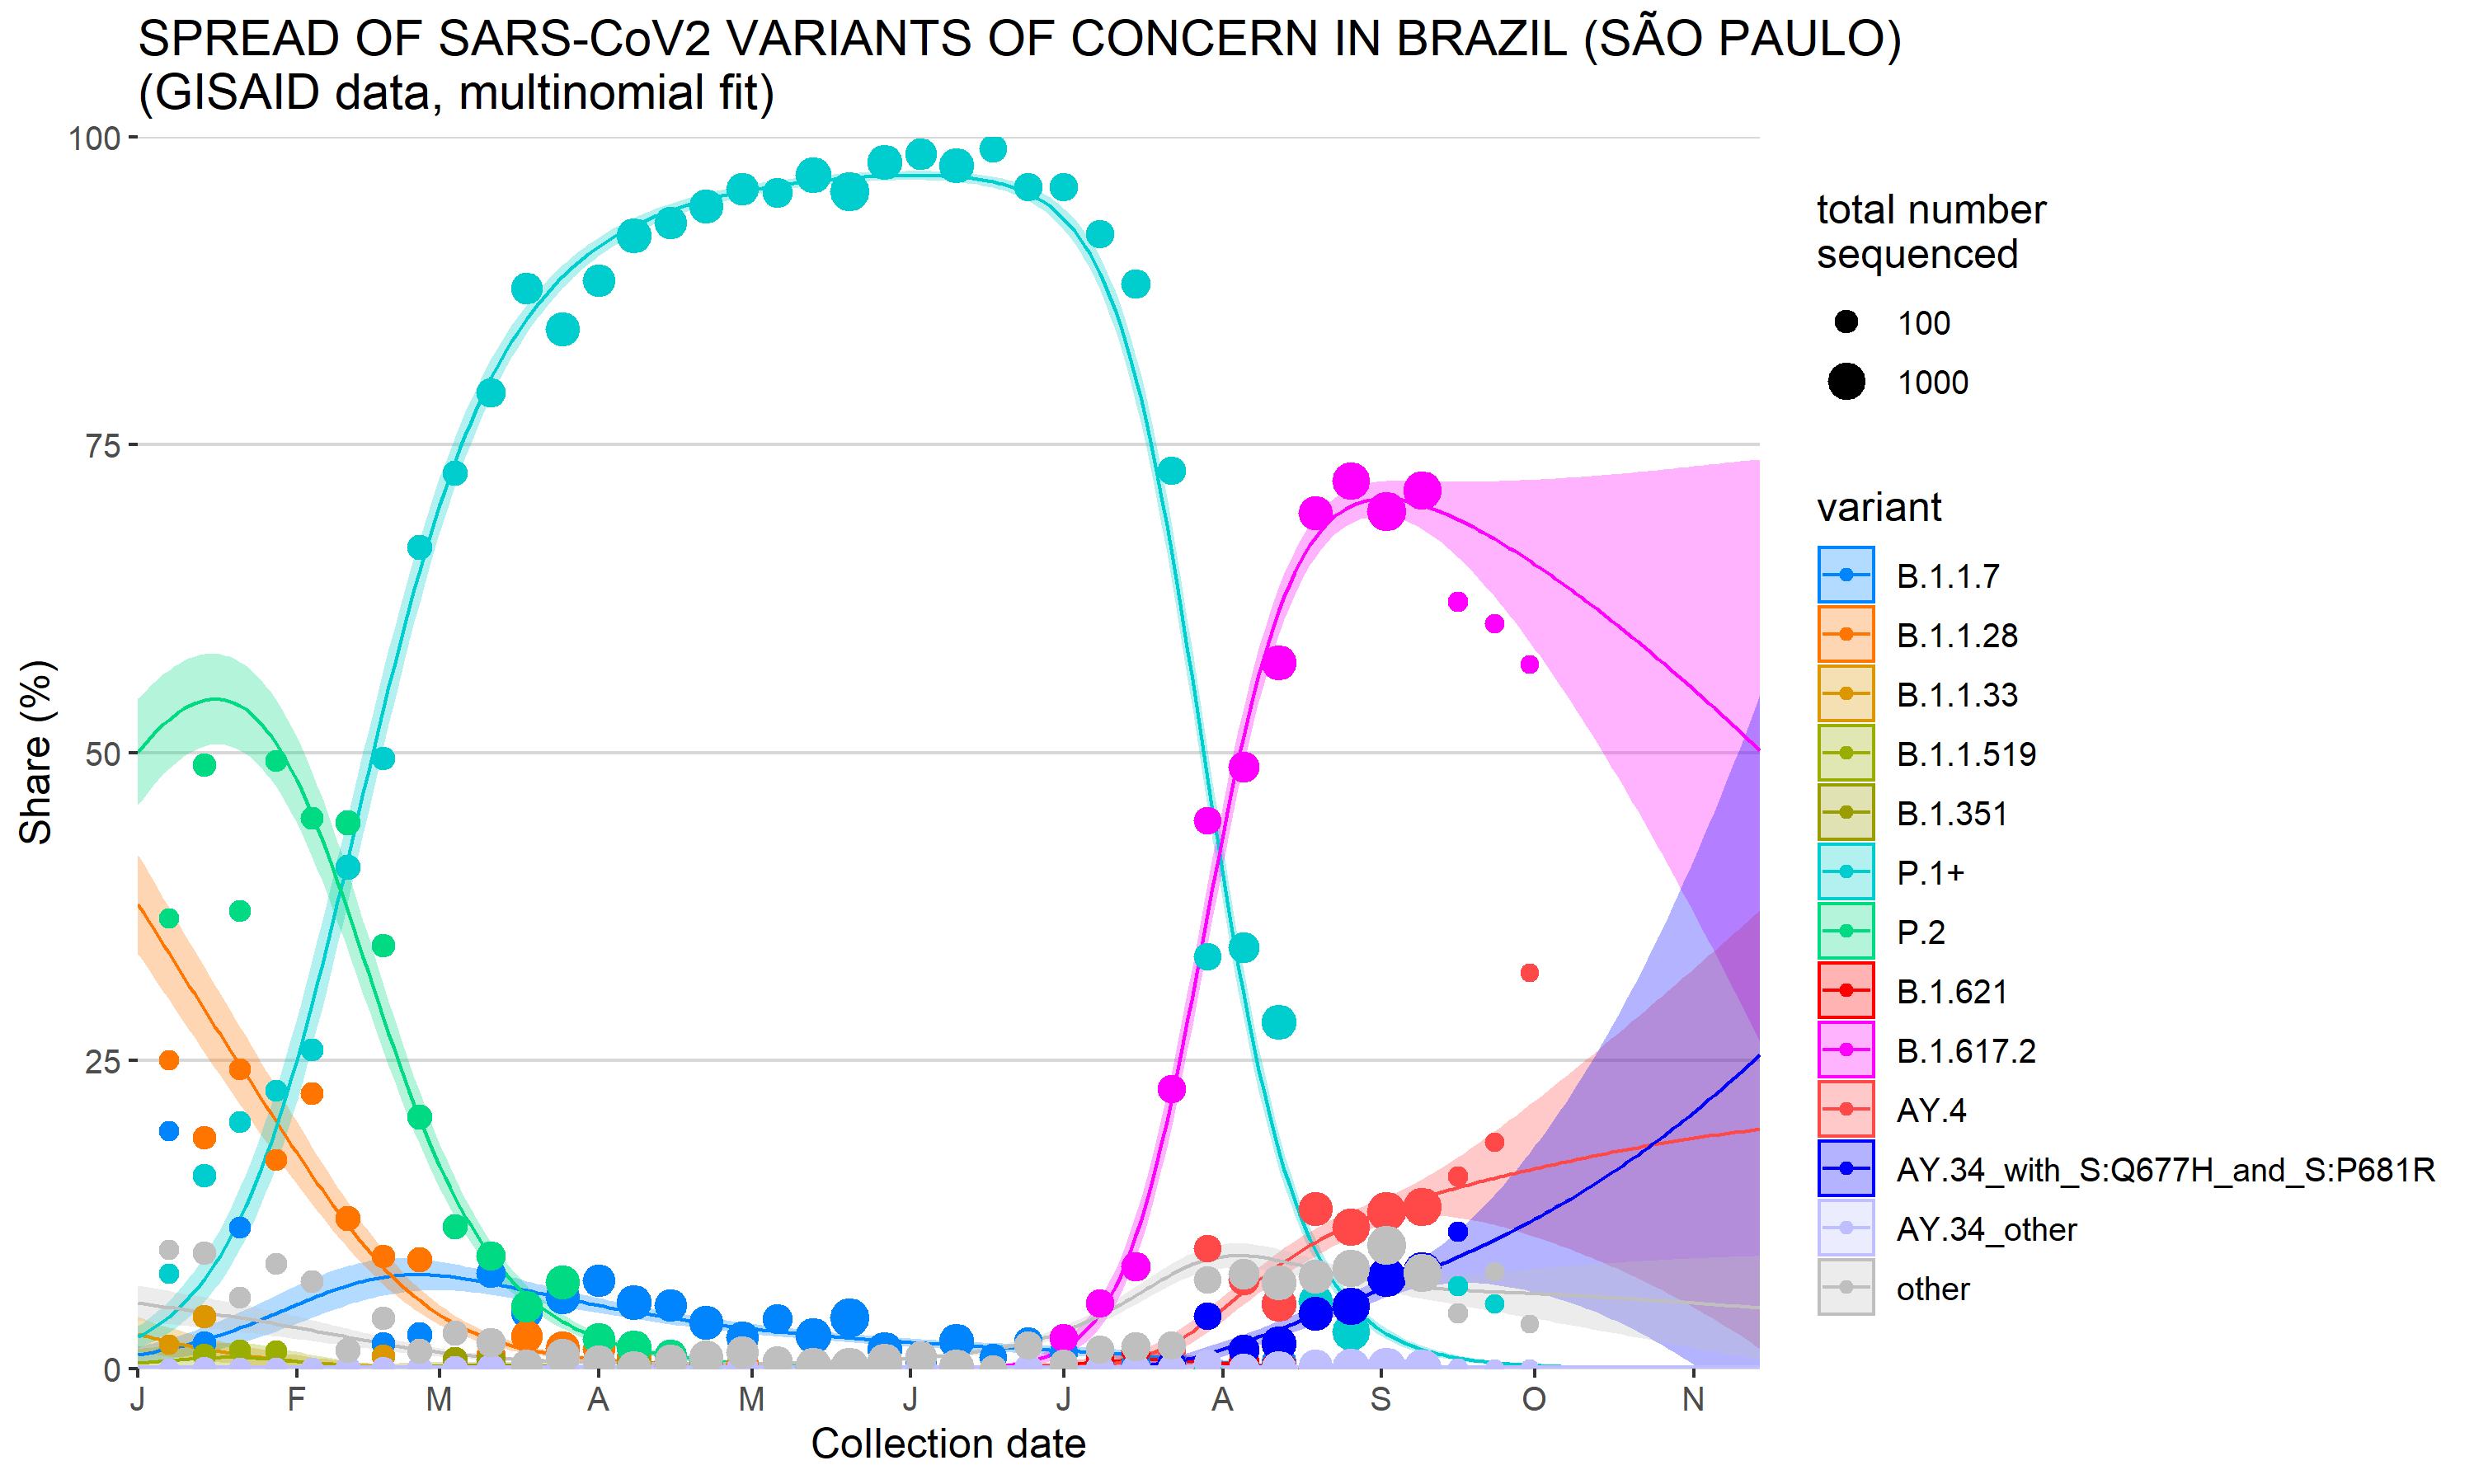 SPREAD OF SARS-CoV2 VARIANTS OF CONCERN IN BRAZIL (SÃO PAULO)
(GISAID data, multinomial fit)
Share (%)
100
75
50
25
0
J F M A M J J A S O N
Collection date
total number
sequenced
100
1000
variant
B.1.1.7
B.1.1.28
B.1.1.33
B.1.1.519
B.1.351
P.1+
P.2
B.1.621
B.1.617.2
AY.4
AY.34_with_S:Q677H_and_S:P681R
AY.34_other
other